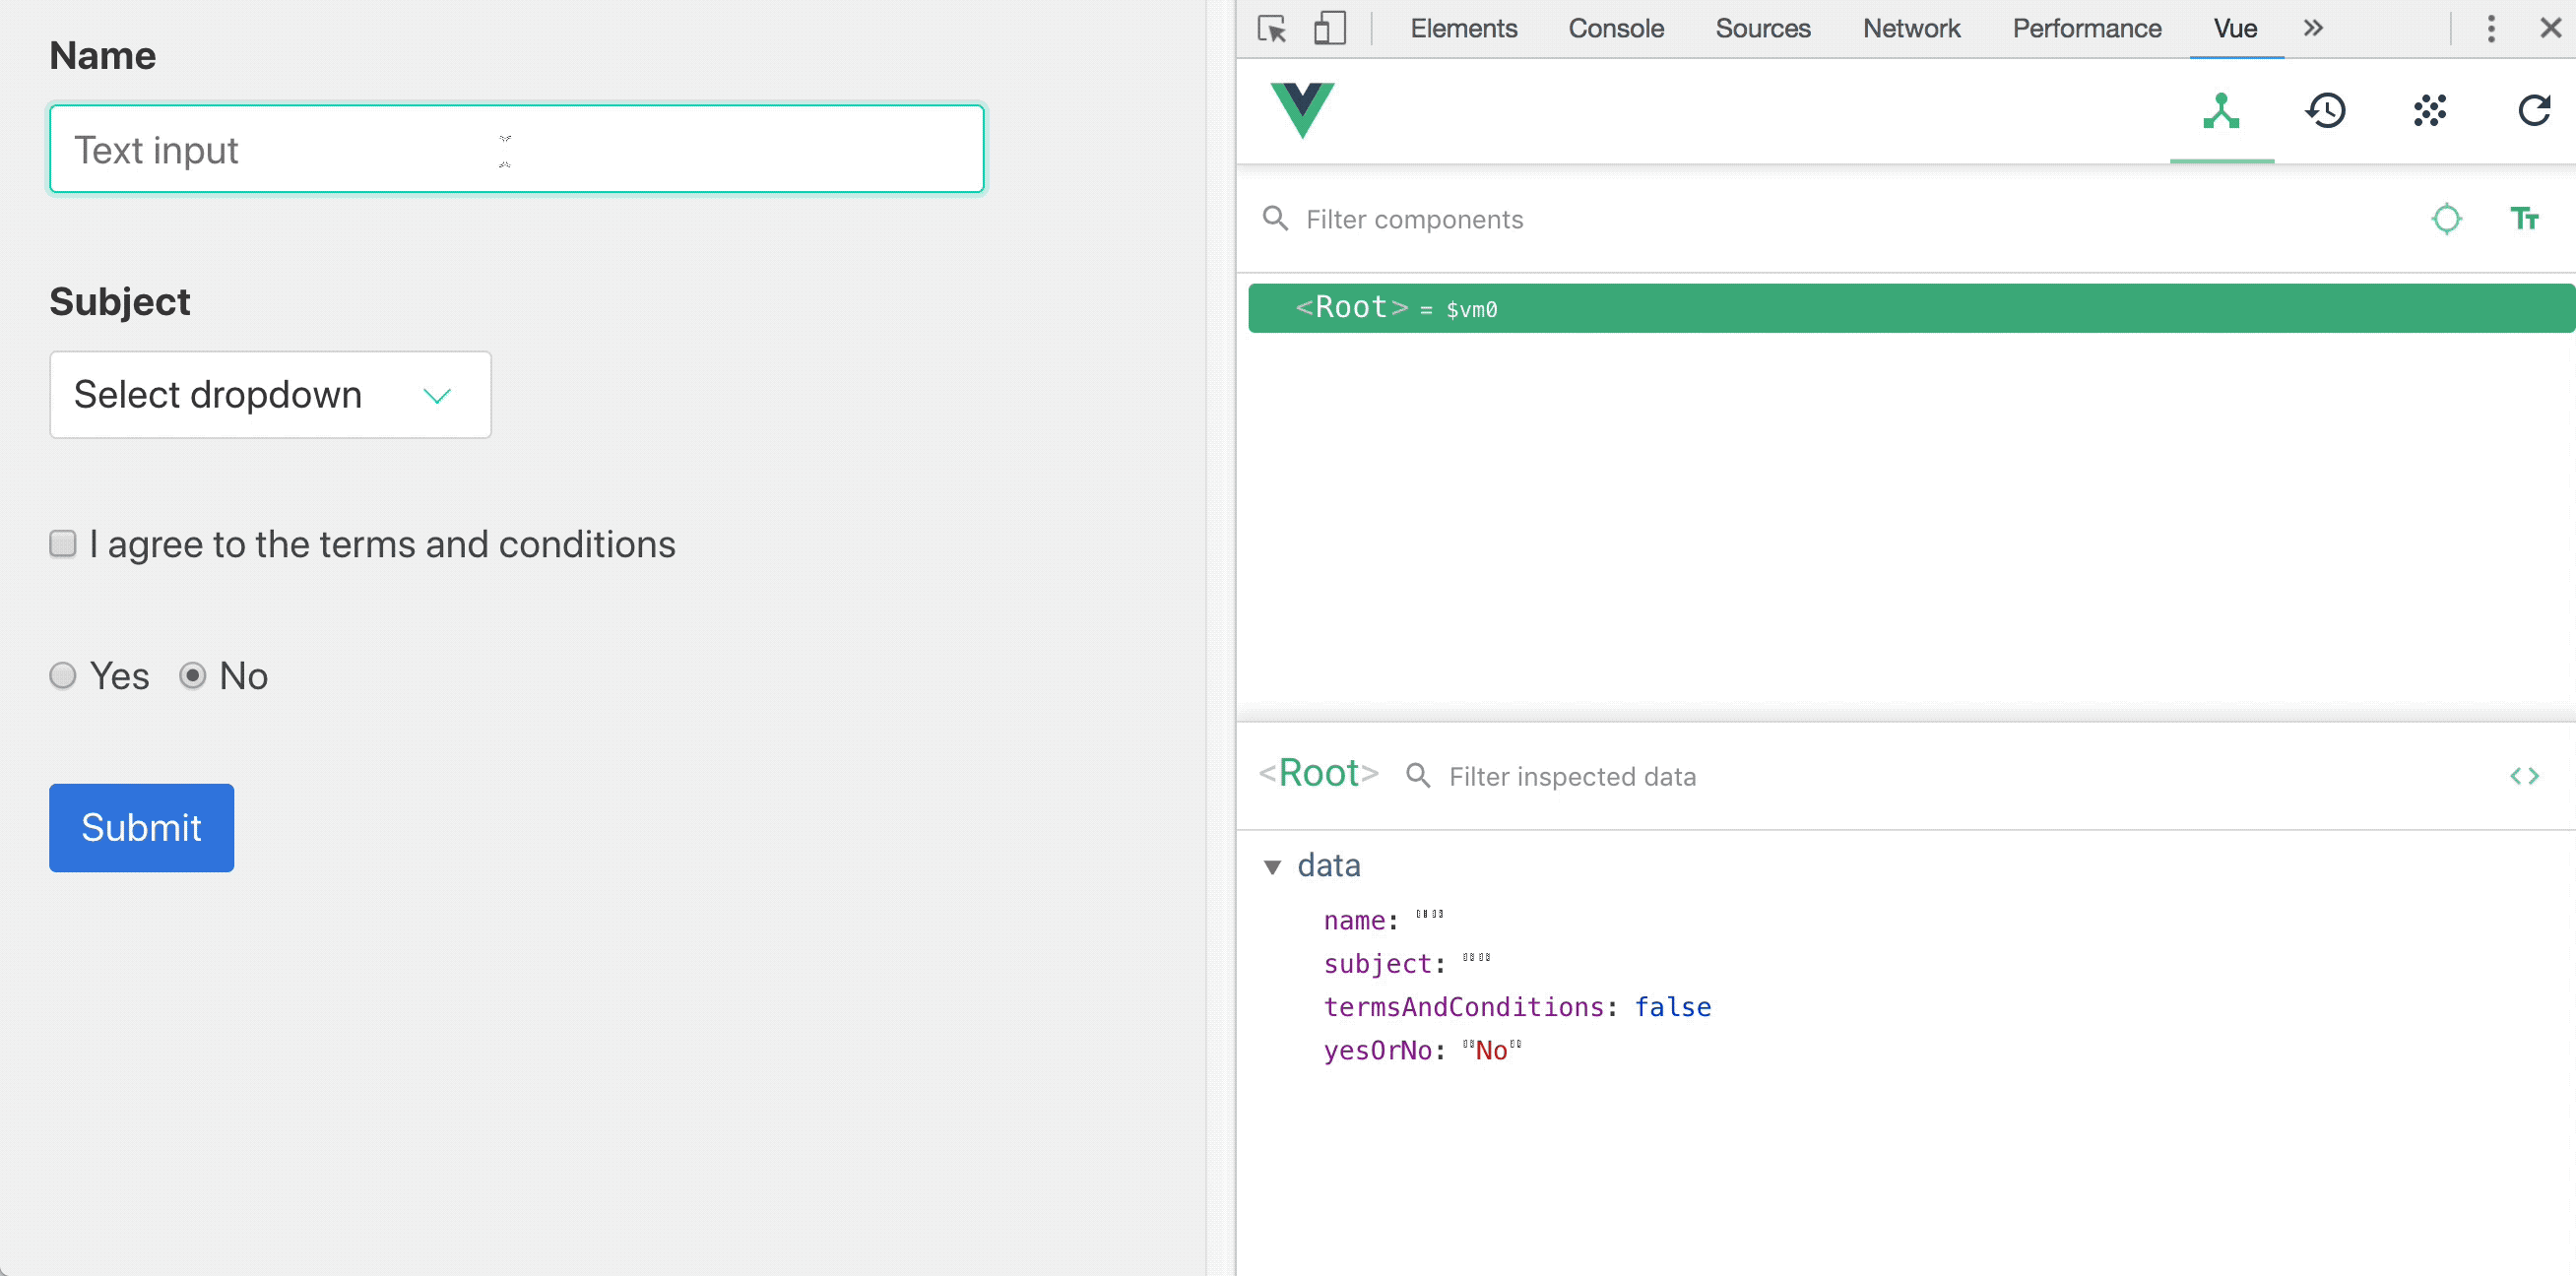 Name
Text input
Subject
Select dropdown
I agree to the terms and conditions
Yes No
Submit
Elements Console Sources Network Performance Vue »
Filter components
<Root> = $vm0
<Root> Filter inspected data
<>
▼ data
name: ""
subject: ""
termsAndConditions: false
yesOrNo: "No"